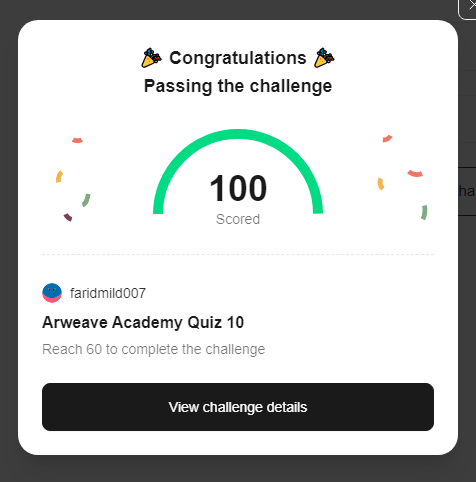 Congratulations
Passing the challenge
100
Scored
faridmild007
Arweave Academy Quiz 10
Reach 60 to complete the challenge
View challenge details
ha